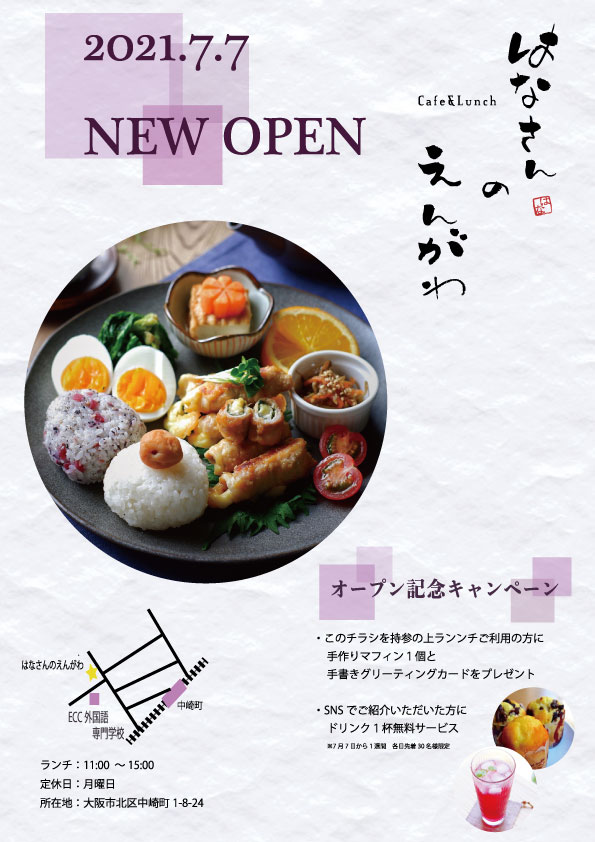 2021.7.7
NEW OPEN
Cafe&Lunch
はなさん
の
えんがわ
はな
オープン記念キャンペーン
・このチラシを持参の上ランンチご利用の方に
手作りマフィン１個と
手書きグリーティングカードをプレゼント
・SNSでご紹介いただいた方に
ドリンク１杯無料サービス
※7月7日から1週間　各日先着30名様限定
はなさんのえんがわ
中崎町
ECC外国語
専門学校
ランチ：11:00 ～15:00
定休日：月曜日
所在地：大阪市北区中崎町1-8-24